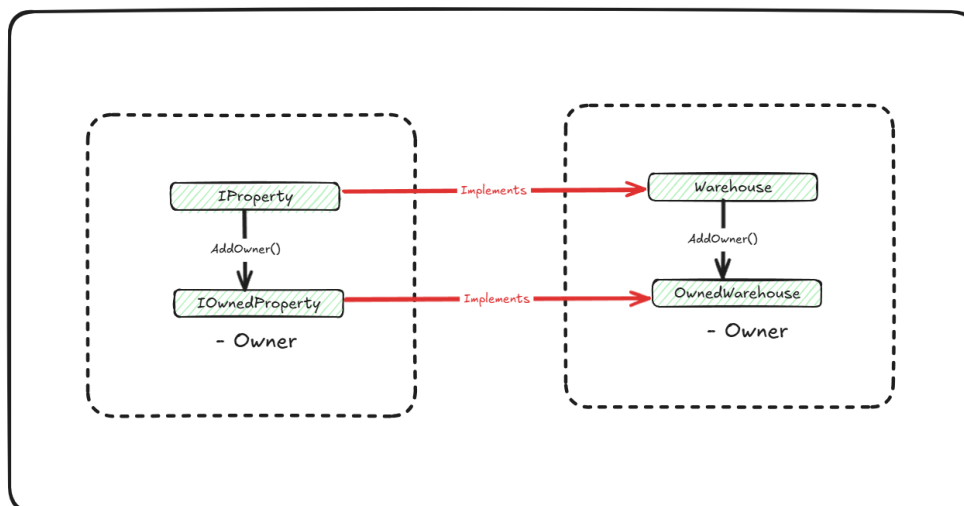 IProperty
Implements
Warehouse
AddOwner()
AddOwner()
IOwnedProperty
Implements
OwnedWarehouse
- Owner
- Owner